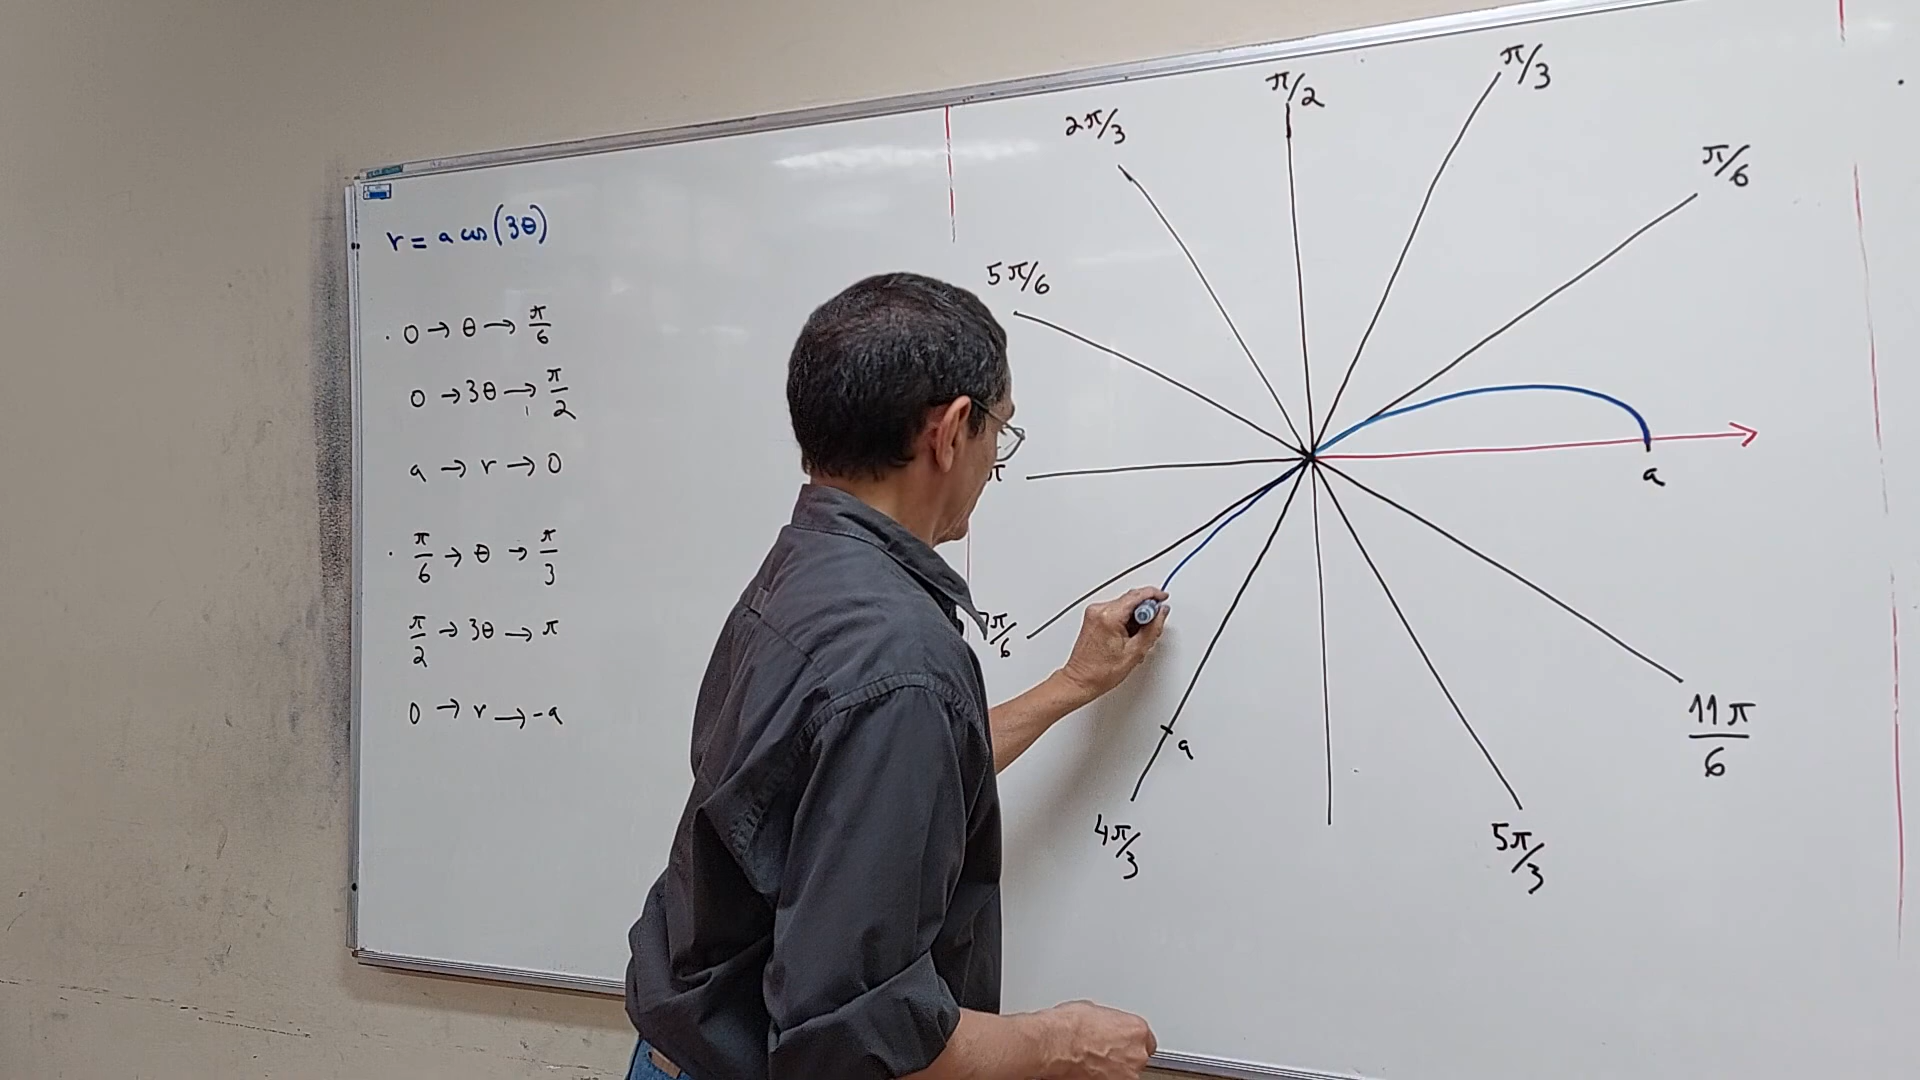 r = a cos(3θ)
· 0 → θ → π/6
0 → 3θ → π/2
a → r → 0
· π/6 → θ → π/3
π/2 → 3θ → π
0 → r → -a
π/3
π/2
2π/3
π/6
5π/6
a
π
7π/6
11π/6
a
4π/3
5π/3